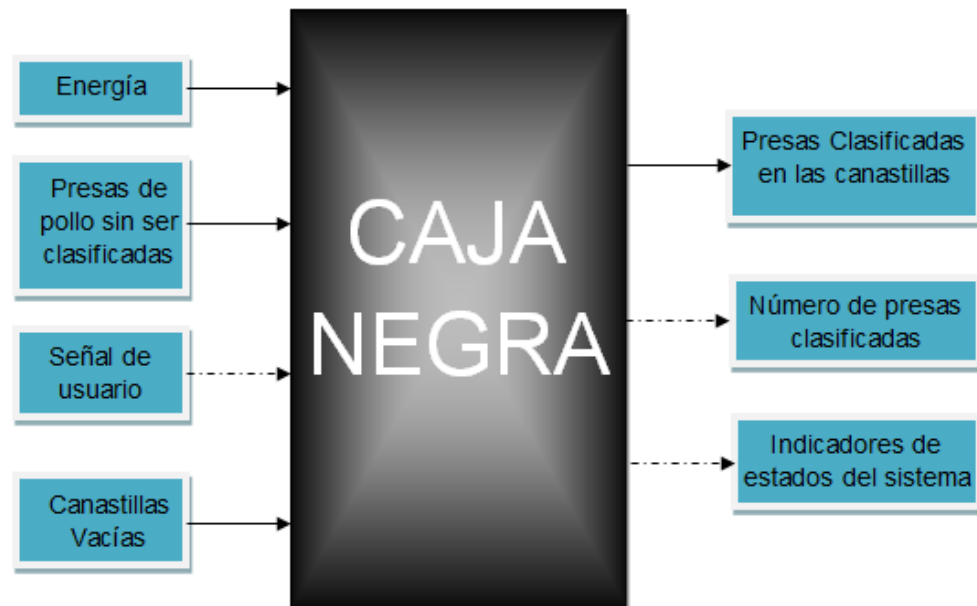 Energía
Presas de
pollo sin ser
clasificadas
Señal de
usuario
Canastillas
Vacías
CAJA
NEGRA
Presas Clasificadas
en las canastillas
Número de presas
clasificadas
Indicadores de
estados del sistema